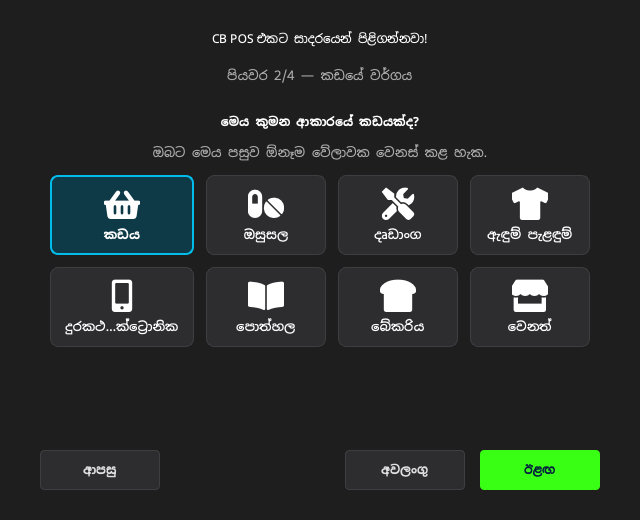 CB POS එකට සාදරයෙන් පිළිගන්නවා!
පියවර 2/4 — කඩයේ වර්ගය
මෙය කුමන ආකාරයේ කඩයක්ද?
ඔබට මෙය පසුව ඕනෑම වේලාවක වෙනස් කළ හැක.
කඩය
ඔසුසල
දෘඩාංග
ඇඳුම් පැළඳුම්
දුරකථ...ක්ට්‍රොනික
පොත්හල
බේකරිය
වෙනත්
ආපසු
අවලංගු
ඊළඟ